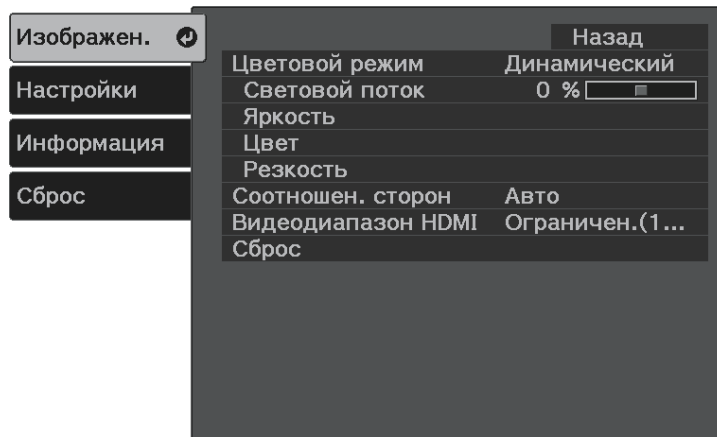 Изображен.
Настройки
Информация
Сброс
Назад
Цветовой режим Динамический
Световой поток 0 %
Яркость
Цвет
Резкость
Соотношен. сторон Авто
Видеодиапазон HDMI Ограничен.(1...
Сброс